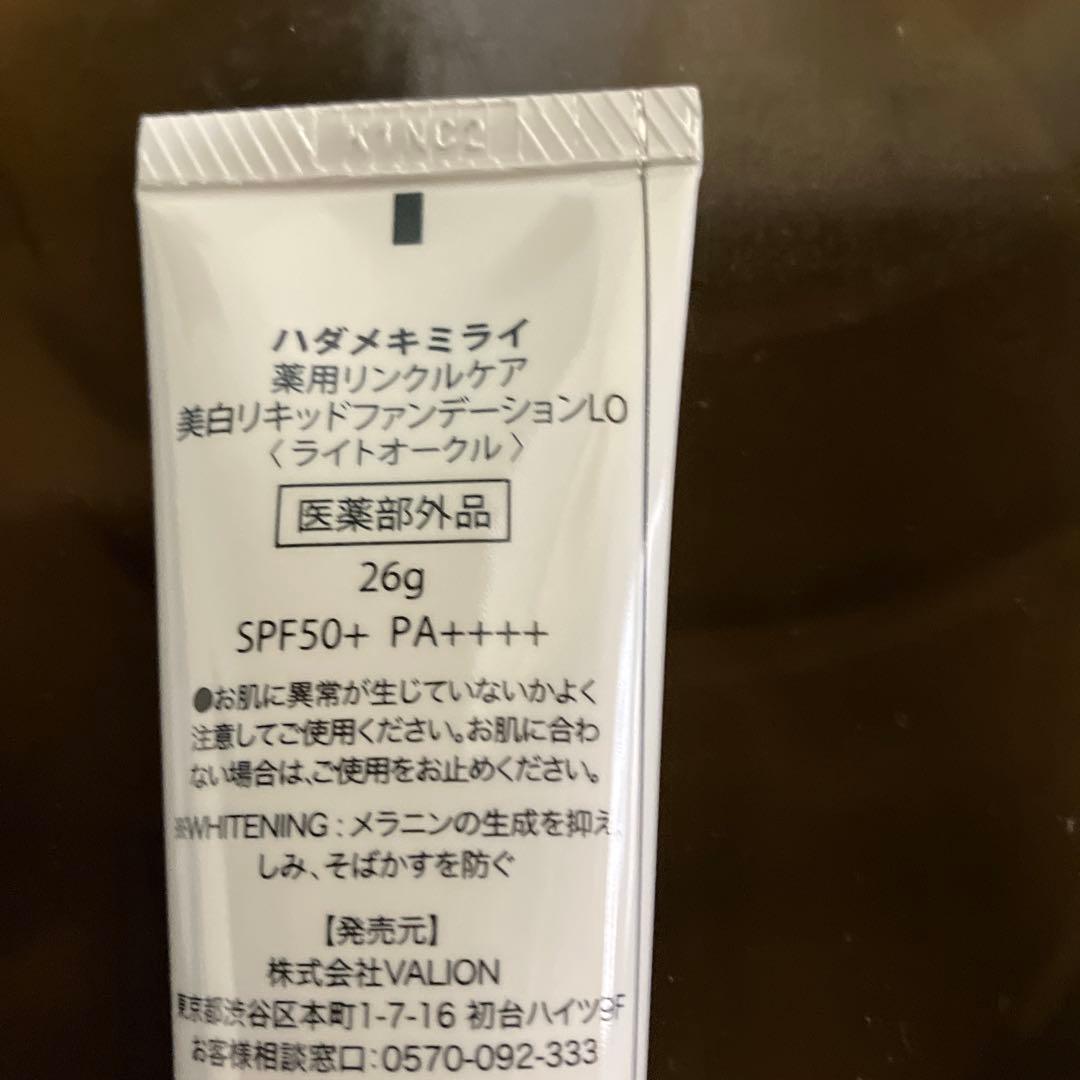 K1NC2
ハダメキミライ
薬用リンクルケア
美白リキッドファンデーションLO
〈ライトオークル〉
医薬部外品
26g
SPF50+ PA++++
●お肌に異常が生じていないかよく
注意してご使用ください。お肌に合わ
ない場合は、ご使用をお止めください。
※WHITENING:メラニンの生成を抑え、
しみ、そばかすを防ぐ
【発売元】
株式会社VALION
東京都渋谷区本町1-7-16 初台ハイツ9F
お客様相談窓口:0570-092-333